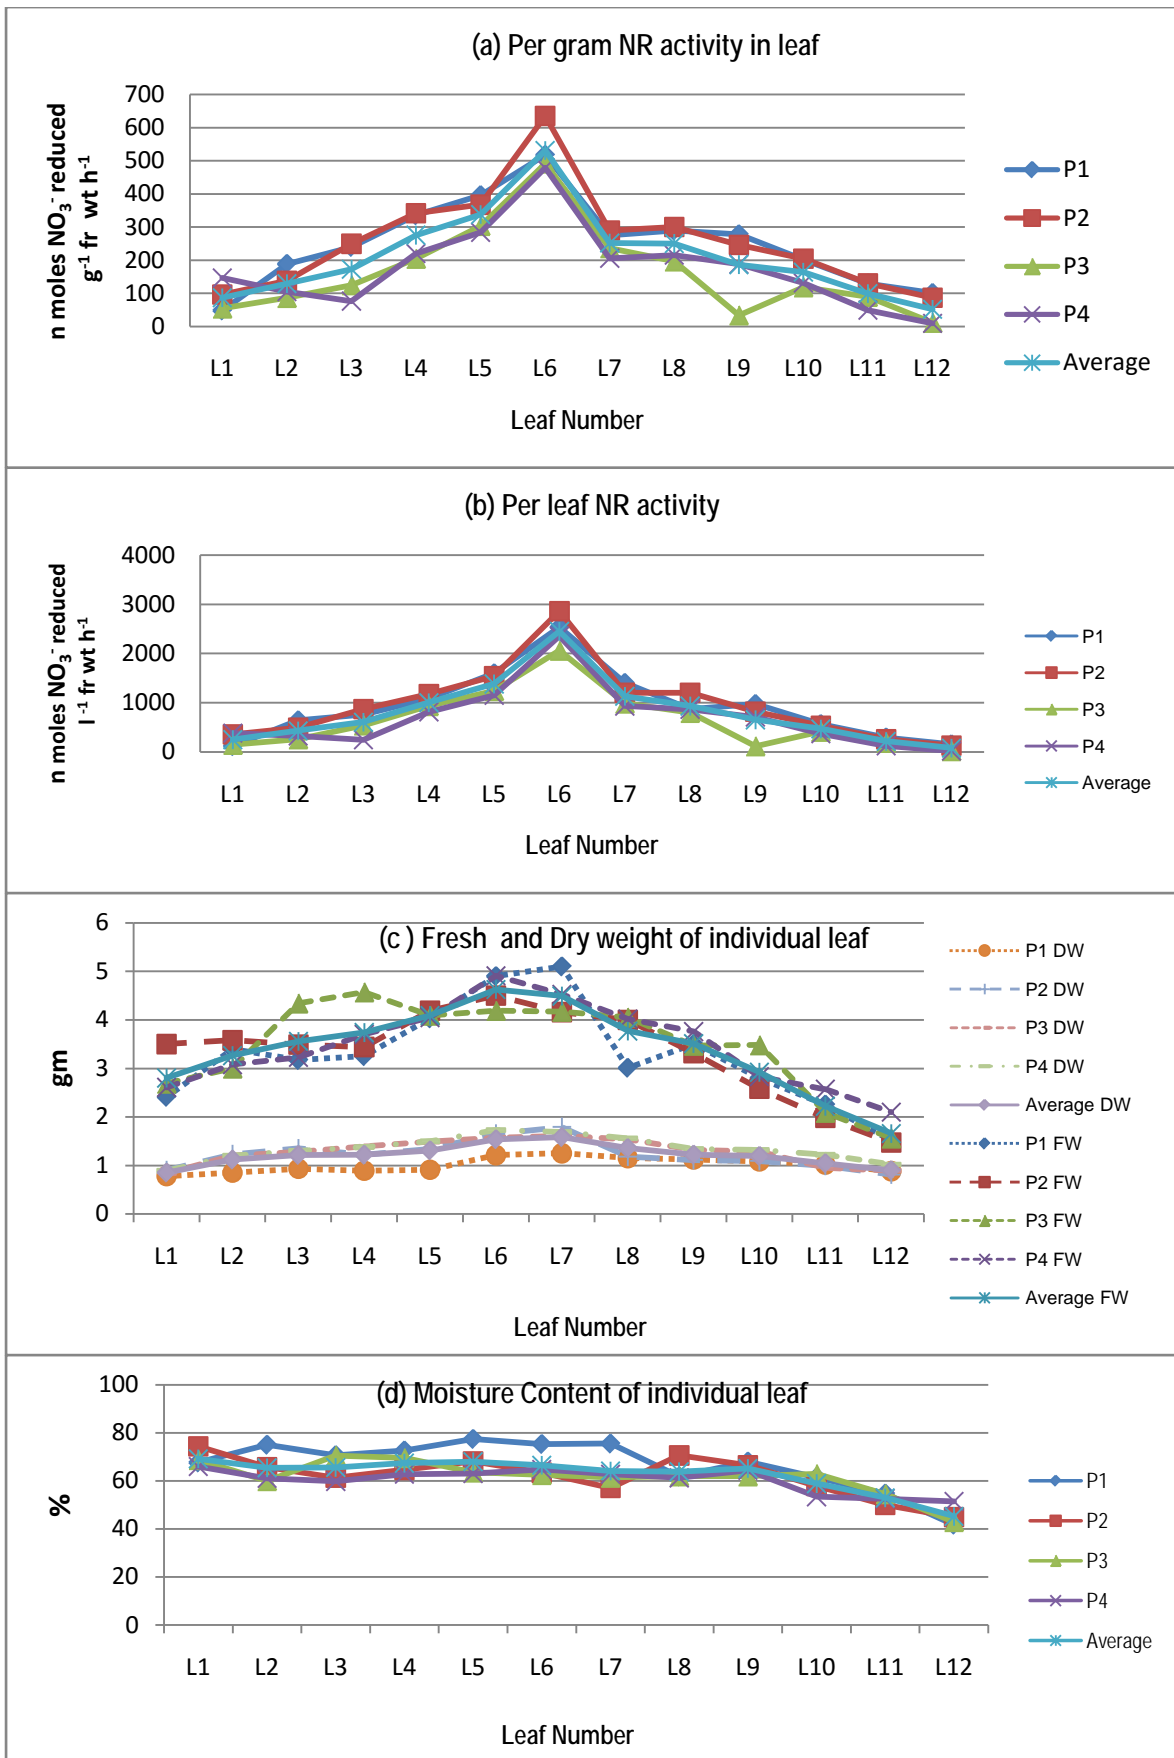 (a) Per gram NR activity in leaf
n moles NO₃⁻ reduced
g⁻¹ fr wt h⁻¹
700
600
500
400
300
200
100
0
L1 L2 L3 L4 L5 L6 L7 L8 L9 L10 L11 L12
Leaf Number
P1
P2
P3
P4
Average
(b) Per leaf NR activity
n moles NO₃⁻ reduced
l⁻¹ fr wt h⁻¹
4000
3000
2000
1000
0
L1 L2 L3 L4 L5 L6 L7 L8 L9 L10 L11 L12
Leaf Number
P1
P2
P3
P4
Average
(c ) Fresh and Dry weight of individual leaf
gm
6
5
4
3
2
1
0
L1 L2 L3 L4 L5 L6 L7 L8 L9 L10 L11 L12
Leaf Number
P1 DW
P2 DW
P3 DW
P4 DW
Average DW
P1 FW
P2 FW
P3 FW
P4 FW
Average FW
(d) Moisture Content of individual leaf
%
100
80
60
40
20
0
L1 L2 L3 L4 L5 L6 L7 L8 L9 L10 L11 L12
Leaf Number
P1
P2
P3
P4
Average